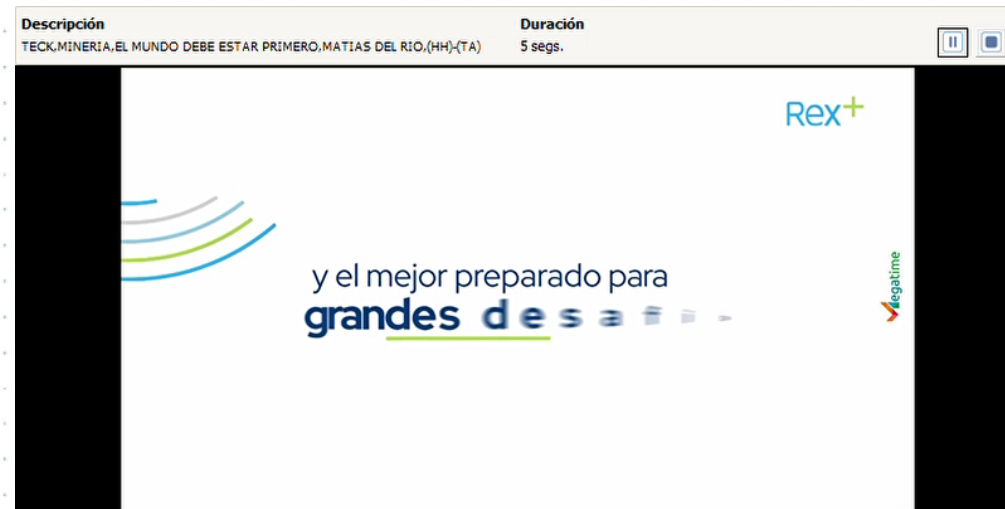 Descripción
Duración
TECK,MINERIA,EL MUNDO DEBE ESTAR PRIMERO,MATIAS DEL RIO,(HH)-(TA)
5 segs.
Rex+
y el mejor preparado para
grandes desaf
Megatime